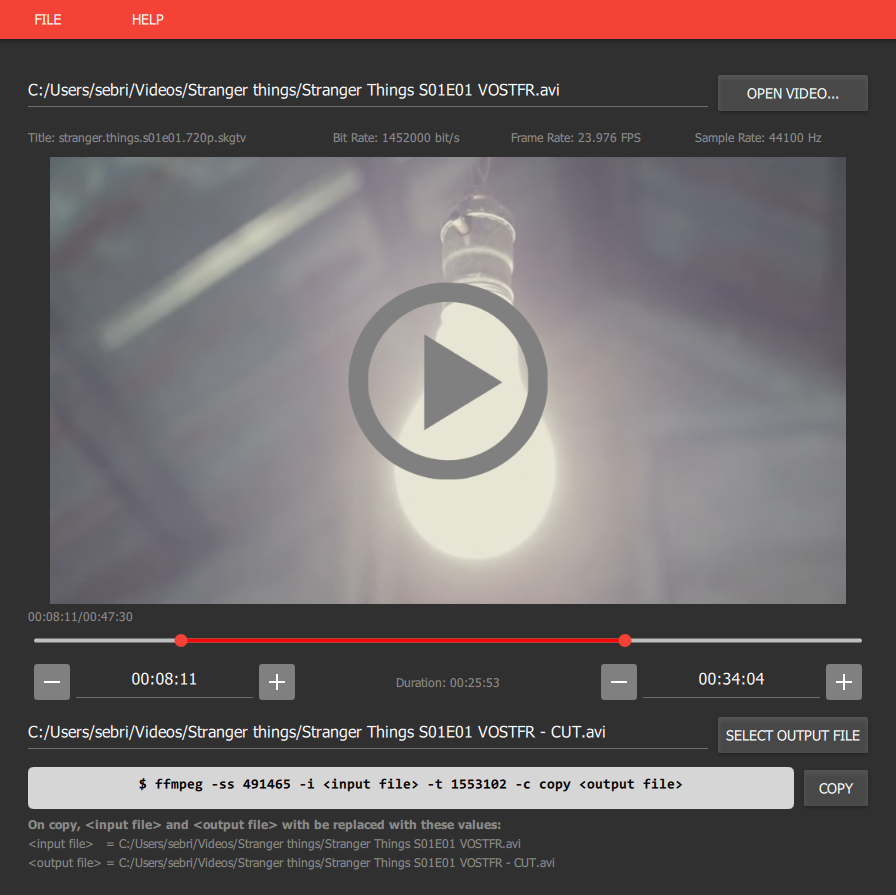 FILE HELP
C:/Users/sebri/Videos/Stranger things/Stranger Things S01E01 VOSTFR.avi OPEN VIDEO...
Title: stranger.things.s01e01.720p.skgtv Bit Rate: 1452000 bit/s Frame Rate: 23.976 FPS Sample Rate: 44100 Hz
00:08:11/00:47:30
00:08:11 Duration: 00:25:53 00:34:04
C:/Users/sebri/Videos/Stranger things/Stranger Things S01E01 VOSTFR - CUT.avi SELECT OUTPUT FILE
$ ffmpeg -ss 491465 -i <input file> -t 1553102 -c copy <output file> COPY
On copy, <input file> and <output file> with be replaced with these values:
<input file> = C:/Users/sebri/Videos/Stranger things/Stranger Things S01E01 VOSTFR.avi
<output file> = C:/Users/sebri/Videos/Stranger things/Stranger Things S01E01 VOSTFR - CUT.avi